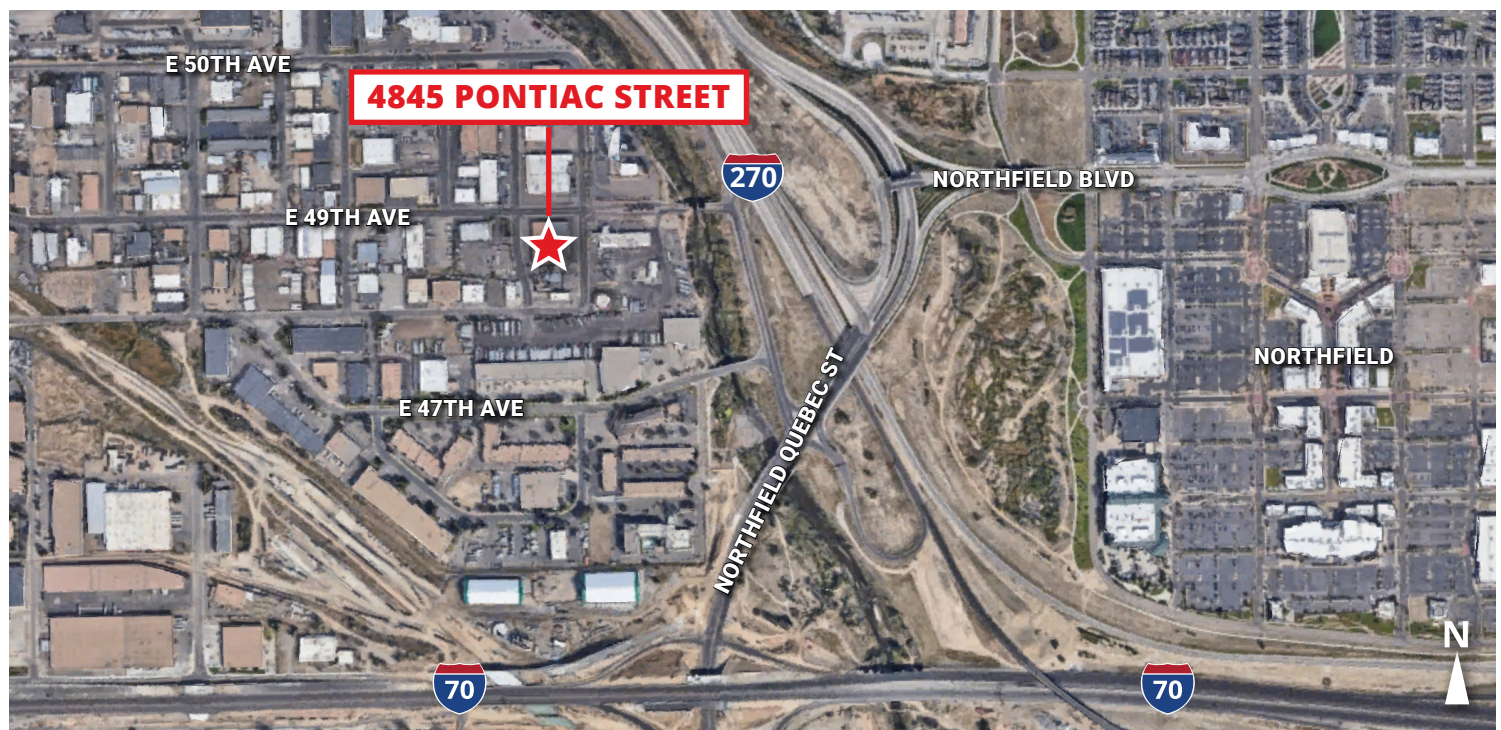 E 50TH AVE
4845 PONTIAC STREET
270
NORTHFIELD BLVD
E 49TH AVE
NORTHFIELD QUEBEC ST
NORTHFIELD
E 47TH AVE
N
70
70